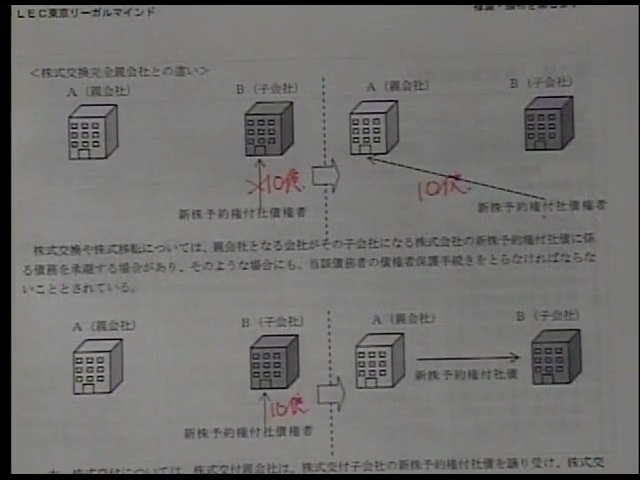 LEC東京リーガルマインド
<株式交換完全親会社との違い>
A（親会社） B（子会社） A（親会社） B（子会社）
10億 10億
新株予約権付社債権者 新株予約権付社債権者
株式交換や株式移転については、親会社となる会社がその子会社になる株式会社の新株予約権付社債に係
る債務を承継する場合があり、そのような場合にも、当該債務者の債権者保護手続きをとらなければならな
いこととされている。
A（親会社） B（子会社） A（親会社） B（子会社）
新株予約権付社債
10億
新株予約権付社債権者
株式交付については、株式交付親会社は、株式交付子会社の新株予約権付社債を譲り受け、株式交